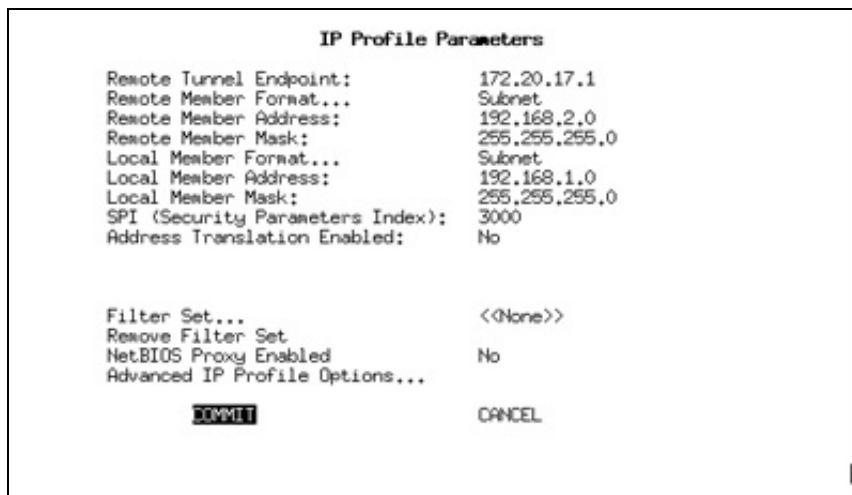 IP Profile Parameters
Remote Tunnel Endpoint: 172.20.17.1
Remote Member Format... Subnet
Remote Member Address: 192.168.2.0
Remote Member Mask: 255.255.255.0
Local Member Format... Subnet
Local Member Address: 192.168.1.0
Local Member Mask: 255.255.255.0
SPI (Security Parameters Index): 3000
Address Translation Enabled: No
Filter Set... <<None>>
Remove Filter Set
NetBIOS Proxy Enabled No
Advanced IP Profile Options...
COMMIT CANCEL